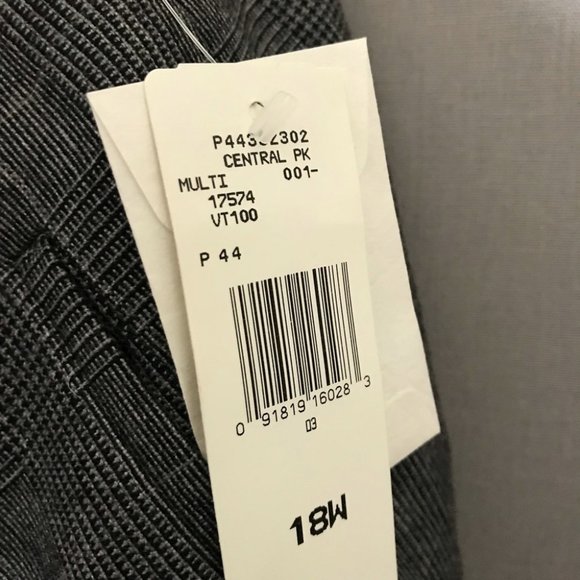 CENTRAL PK
MULTI 001-
17574
VT100
P 44
0 91819 16028 3
03
18W